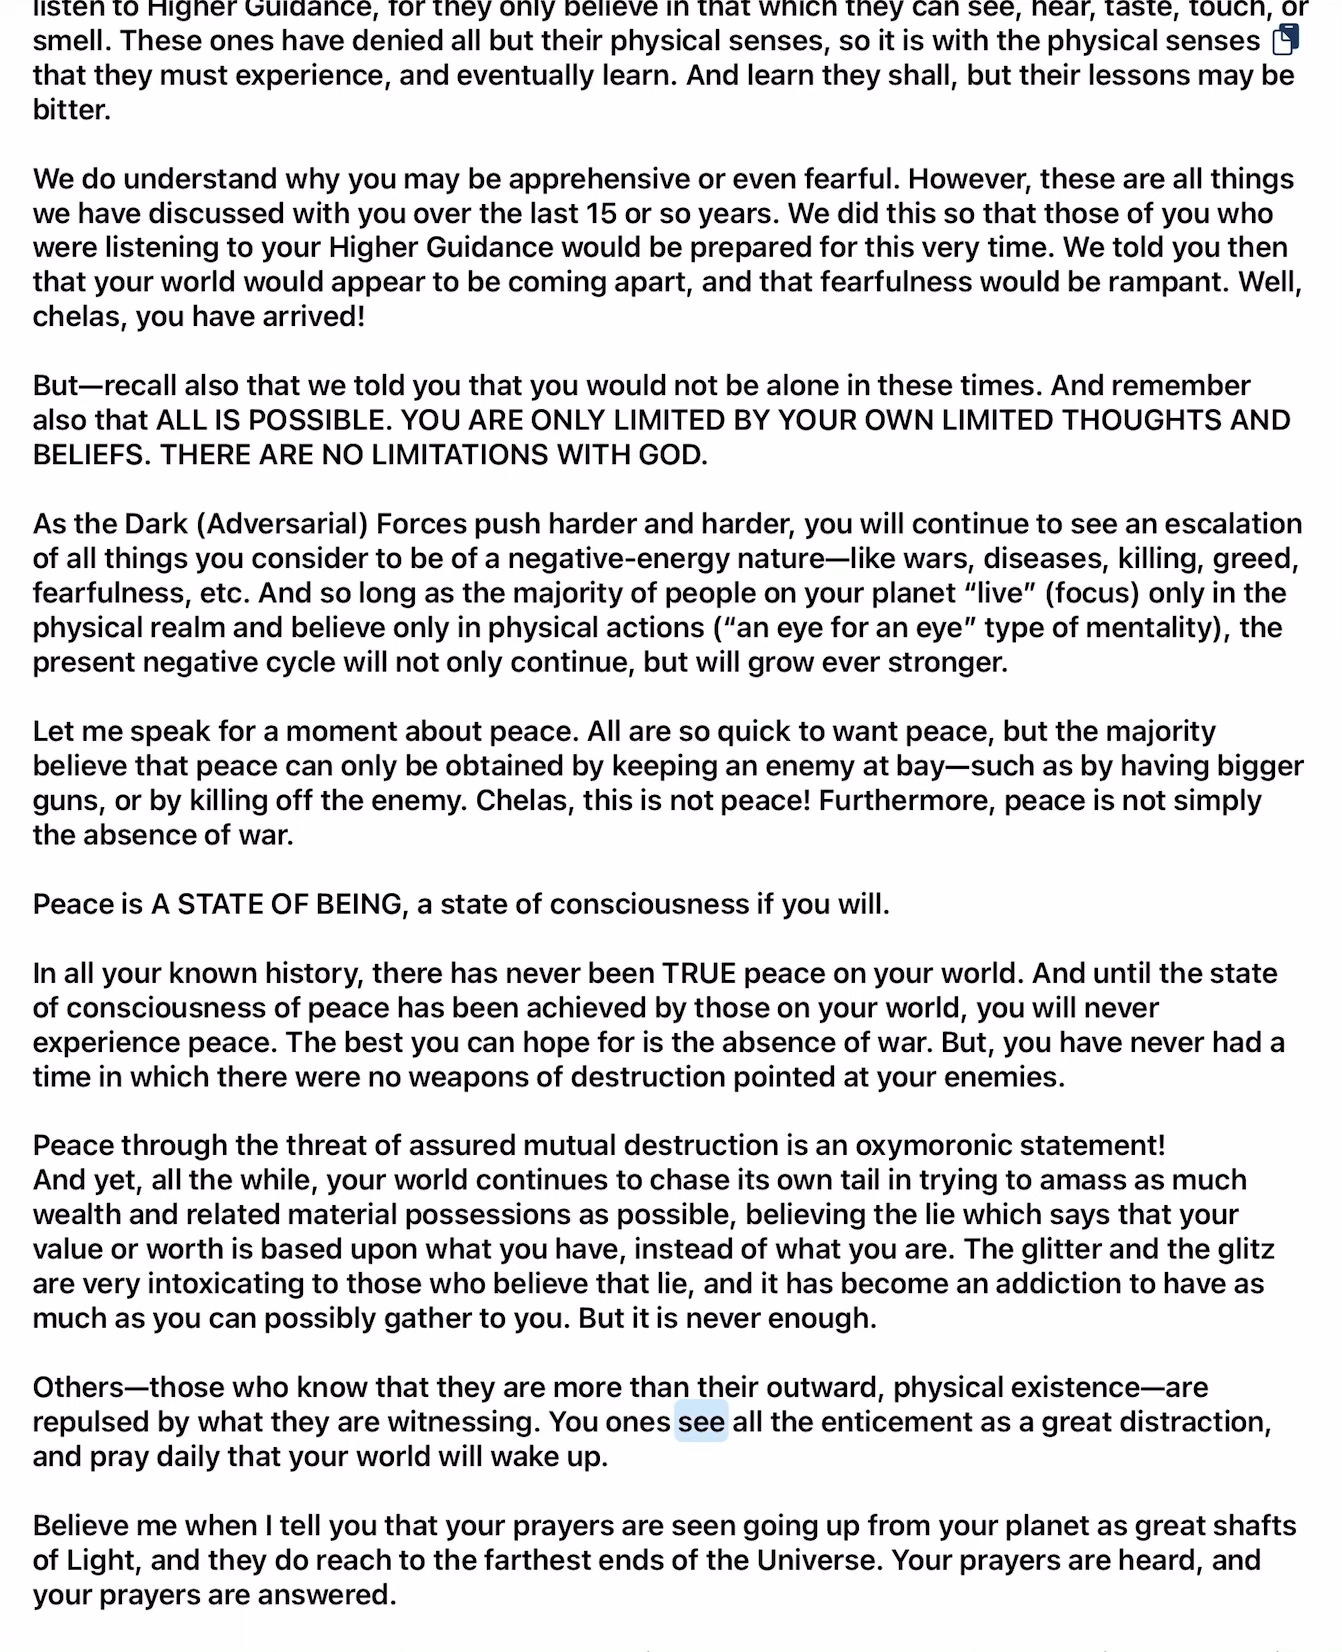 listen to Higher Guidance, for they only believe in that which they can see, hear, taste, touch, or
smell. These ones have denied all but their physical senses, so it is with the physical senses
that they must experience, and eventually learn. And learn they shall, but their lessons may be
bitter.
We do understand why you may be apprehensive or even fearful. However, these are all things
we have discussed with you over the last 15 or so years. We did this so that those of you who
were listening to your Higher Guidance would be prepared for this very time. We told you then
that your world would appear to be coming apart, and that fearfulness would be rampant. Well,
chelas, you have arrived!
But—recall also that we told you that you would not be alone in these times. And remember
also that ALL IS POSSIBLE. YOU ARE ONLY LIMITED BY YOUR OWN LIMITED THOUGHTS AND
BELIEFS. THERE ARE NO LIMITATIONS WITH GOD.
As the Dark (Adversarial) Forces push harder and harder, you will continue to see an escalation
of all things you consider to be of a negative-energy nature—like wars, diseases, killing, greed,
fearfulness, etc. And so long as the majority of people on your planet “live” (focus) only in the
physical realm and believe only in physical actions (“an eye for an eye” type of mentality), the
present negative cycle will not only continue, but will grow ever stronger.
Let me speak for a moment about peace. All are so quick to want peace, but the majority
believe that peace can only be obtained by keeping an enemy at bay—such as by having bigger
guns, or by killing off the enemy. Chelas, this is not peace! Furthermore, peace is not simply
the absence of war.
Peace is A STATE OF BEING, a state of consciousness if you will.
In all your known history, there has never been TRUE peace on your world. And until the state
of consciousness of peace has been achieved by those on your world, you will never
experience peace. The best you can hope for is the absence of war. But, you have never had a
time in which there were no weapons of destruction pointed at your enemies.
Peace through the threat of assured mutual destruction is an oxymoronic statement!
And yet, all the while, your world continues to chase its own tail in trying to amass as much
wealth and related material possessions as possible, believing the lie which says that your
value or worth is based upon what you have, instead of what you are. The glitter and the glitz
are very intoxicating to those who believe that lie, and it has become an addiction to have as
much as you can possibly gather to you. But it is never enough.
Others—those who know that they are more than their outward, physical existence—are
repulsed by what they are witnessing. You ones see all the enticement as a great distraction,
and pray daily that your world will wake up.
Believe me when I tell you that your prayers are seen going up from your planet as great shafts
of Light, and they do reach to the farthest ends of the Universe. Your prayers are heard, and
your prayers are answered.